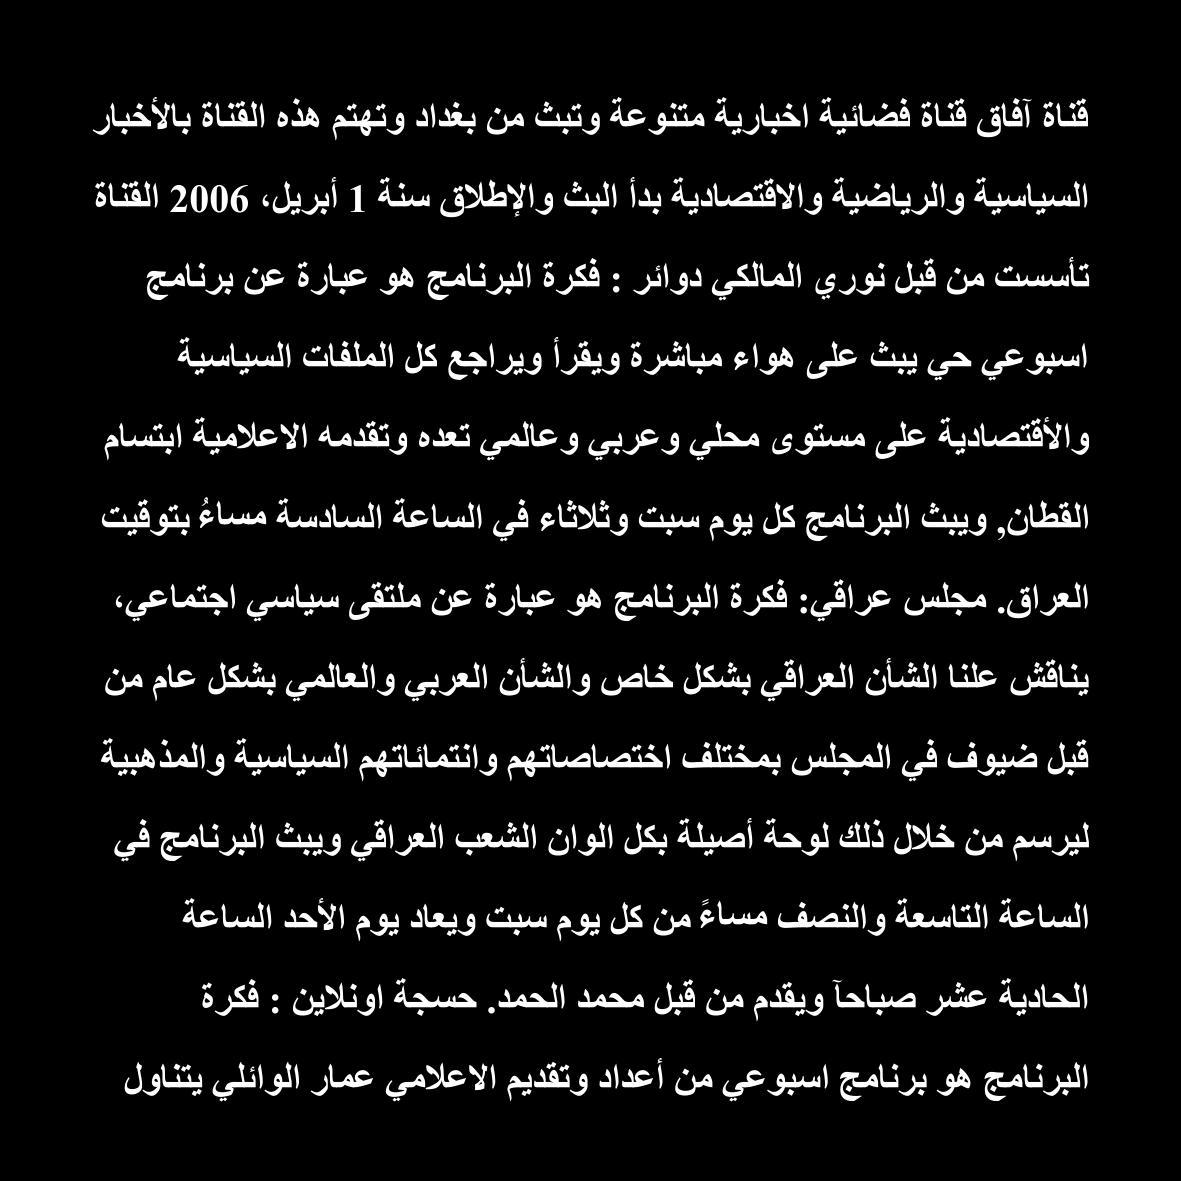 قناة آفاق قناة فضائية اخبارية متنوعة وتبث من بغداد وتهتم هذه القناة بالأخبار
السياسية والرياضية والاقتصادية بدأ البث والإطلاق سنة 1 أبريل، 2006 القناة
تأسست من قبل نوري المالكي دوائر : فكرة البرنامج هو عبارة عن برنامج
اسبوعي حي يبث على هواء مباشرة ويقرأ ويراجع كل الملفات السياسية
والأقتصادية على مستوى محلي وعربي وعالمي تعده وتقدمه الاعلامية ابتسام
القطان, ويبث البرنامج كل يوم سبت وثلاثاء في الساعة السادسة مساءُ بتوقيت
العراق. مجلس عراقي: فكرة البرنامج هو عبارة عن ملتقى سياسي اجتماعي،
يناقش علنا الشأن العراقي بشكل خاص والشأن العربي والعالمي بشكل عام من
قبل ضيوف في المجلس بمختلف اختصاصاتهم وانتمائاتهم السياسية والمذهبية
ليرسم من خلال ذلك لوحة أصيلة بكل الوان الشعب العراقي ويبث البرنامج في
الساعة التاسعة والنصف مساءً من كل يوم سبت ويعاد يوم الأحد الساعة
الحادية عشر صباحآ ويقدم من قبل محمد الحمد. حسجة اونلاين : فكرة
البرنامج هو برنامج اسبوعي من أعداد وتقديم الاعلامي عمار الوائلي يتناول